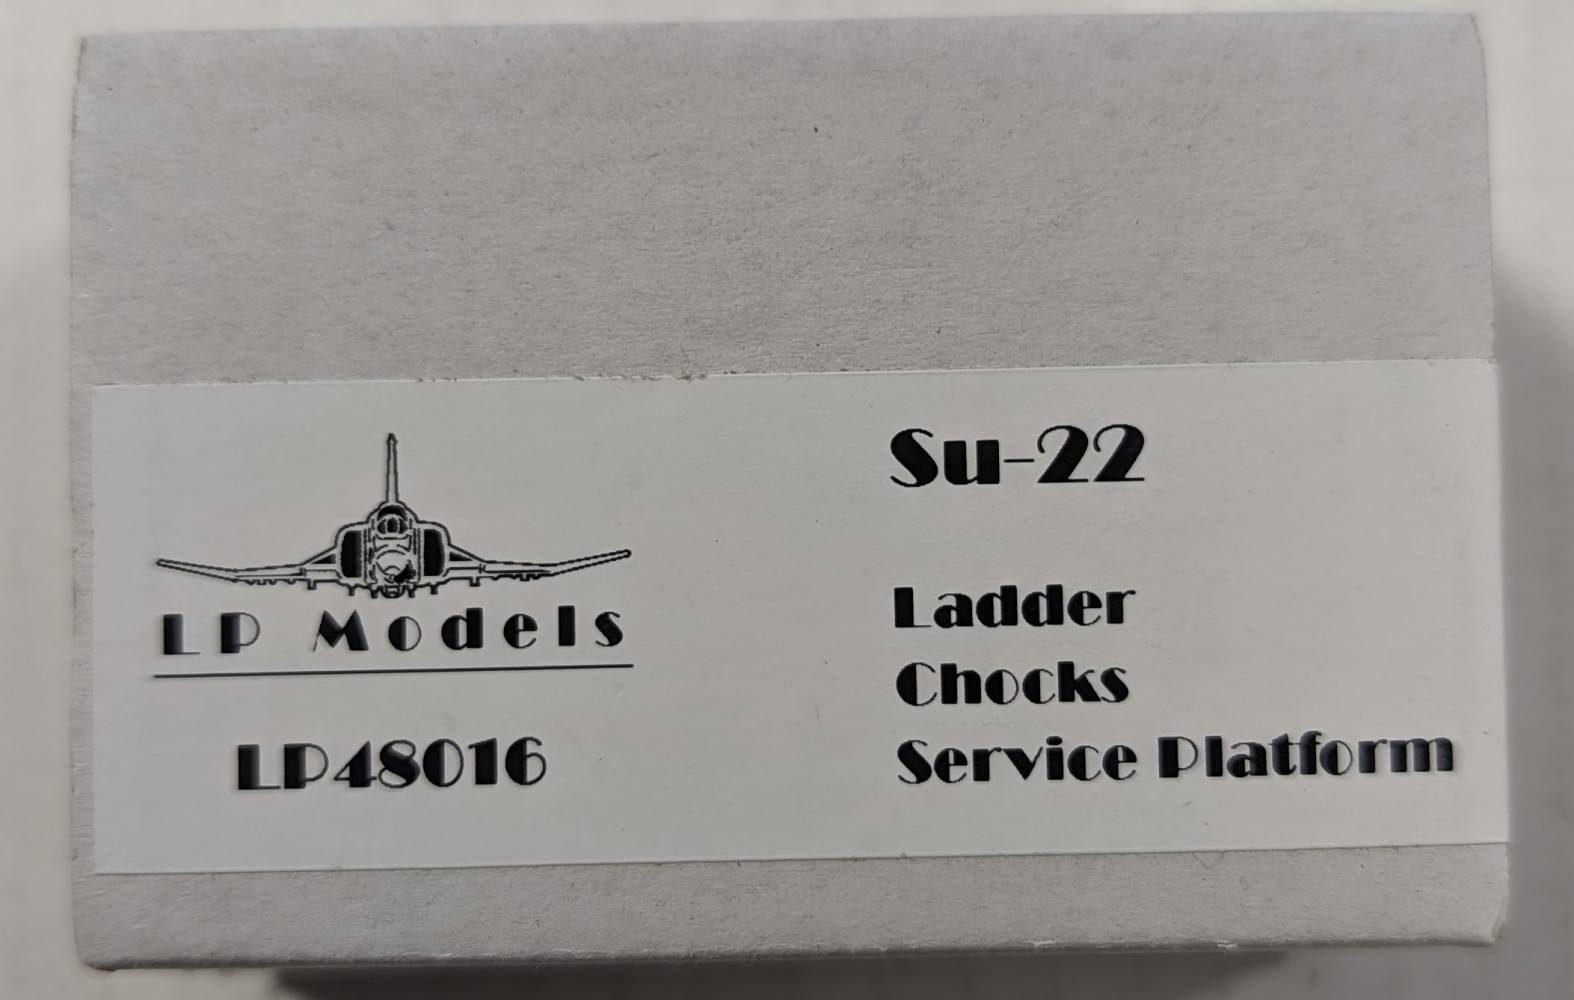 LP Models
LP48016
Su-22
Ladder
Chocks
Service Platform